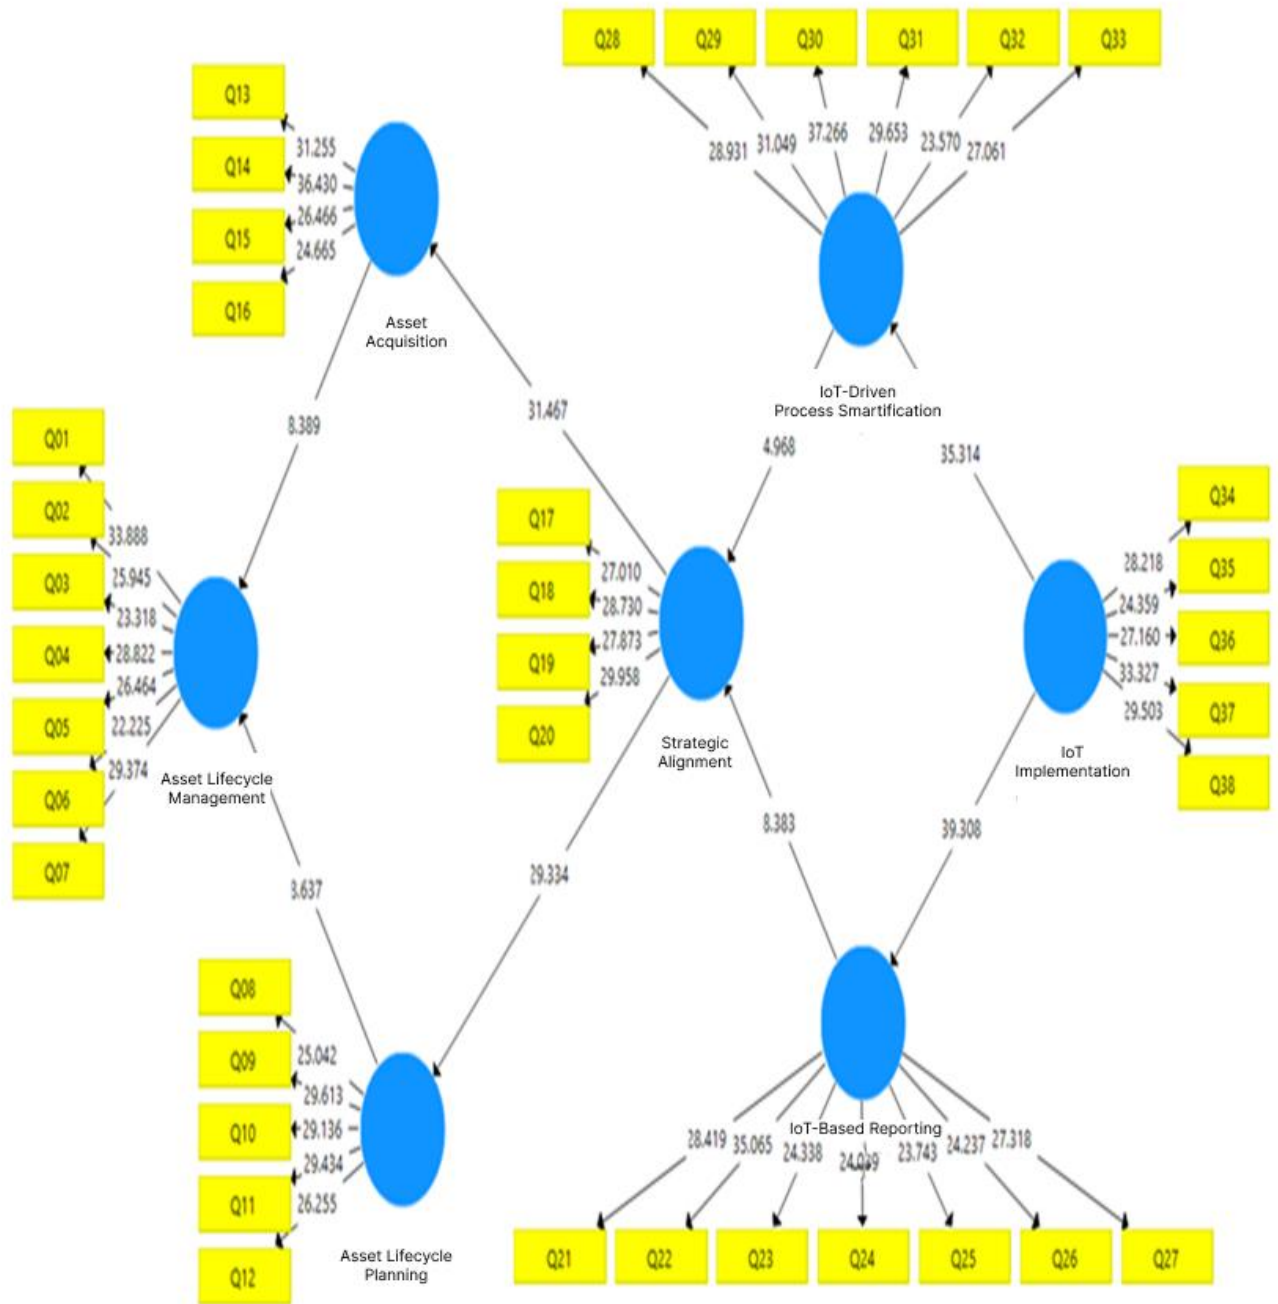 Q28
Q29
Q30
Q31
Q32
Q33
28.931
31.049
37.266
29.653
23.570
27.061
Q13
Q14
Q15
Q16
31.255
36.430
26.466
24.665
Asset
Acquisition
IoT-Driven
Process Smartification
8.389
31.467
4.968
35.314
Q01
Q02
Q03
Q04
Q05
Q06
Q07
33.888
25.945
23.318
28.822
26.464
22.225
29.374
Asset Lifecycle
Management
Q17
Q18
Q19
Q20
27.010
28.730
27.873
29.958
Strategic
Alignment
Q34
Q35
Q36
Q37
Q38
28.218
24.359
27.160
33.327
29.503
IoT
Implementation
3.637
29.334
8.383
39.308
Q08
Q09
Q10
Q11
Q12
25.042
29.613
29.136
29.434
26.255
Asset Lifecycle
Planning
IoT-Based Reporting
28.419
35.065
24.338
23.743
24.237
27.318
Q21
Q22
Q23
Q24
Q25
Q26
Q27